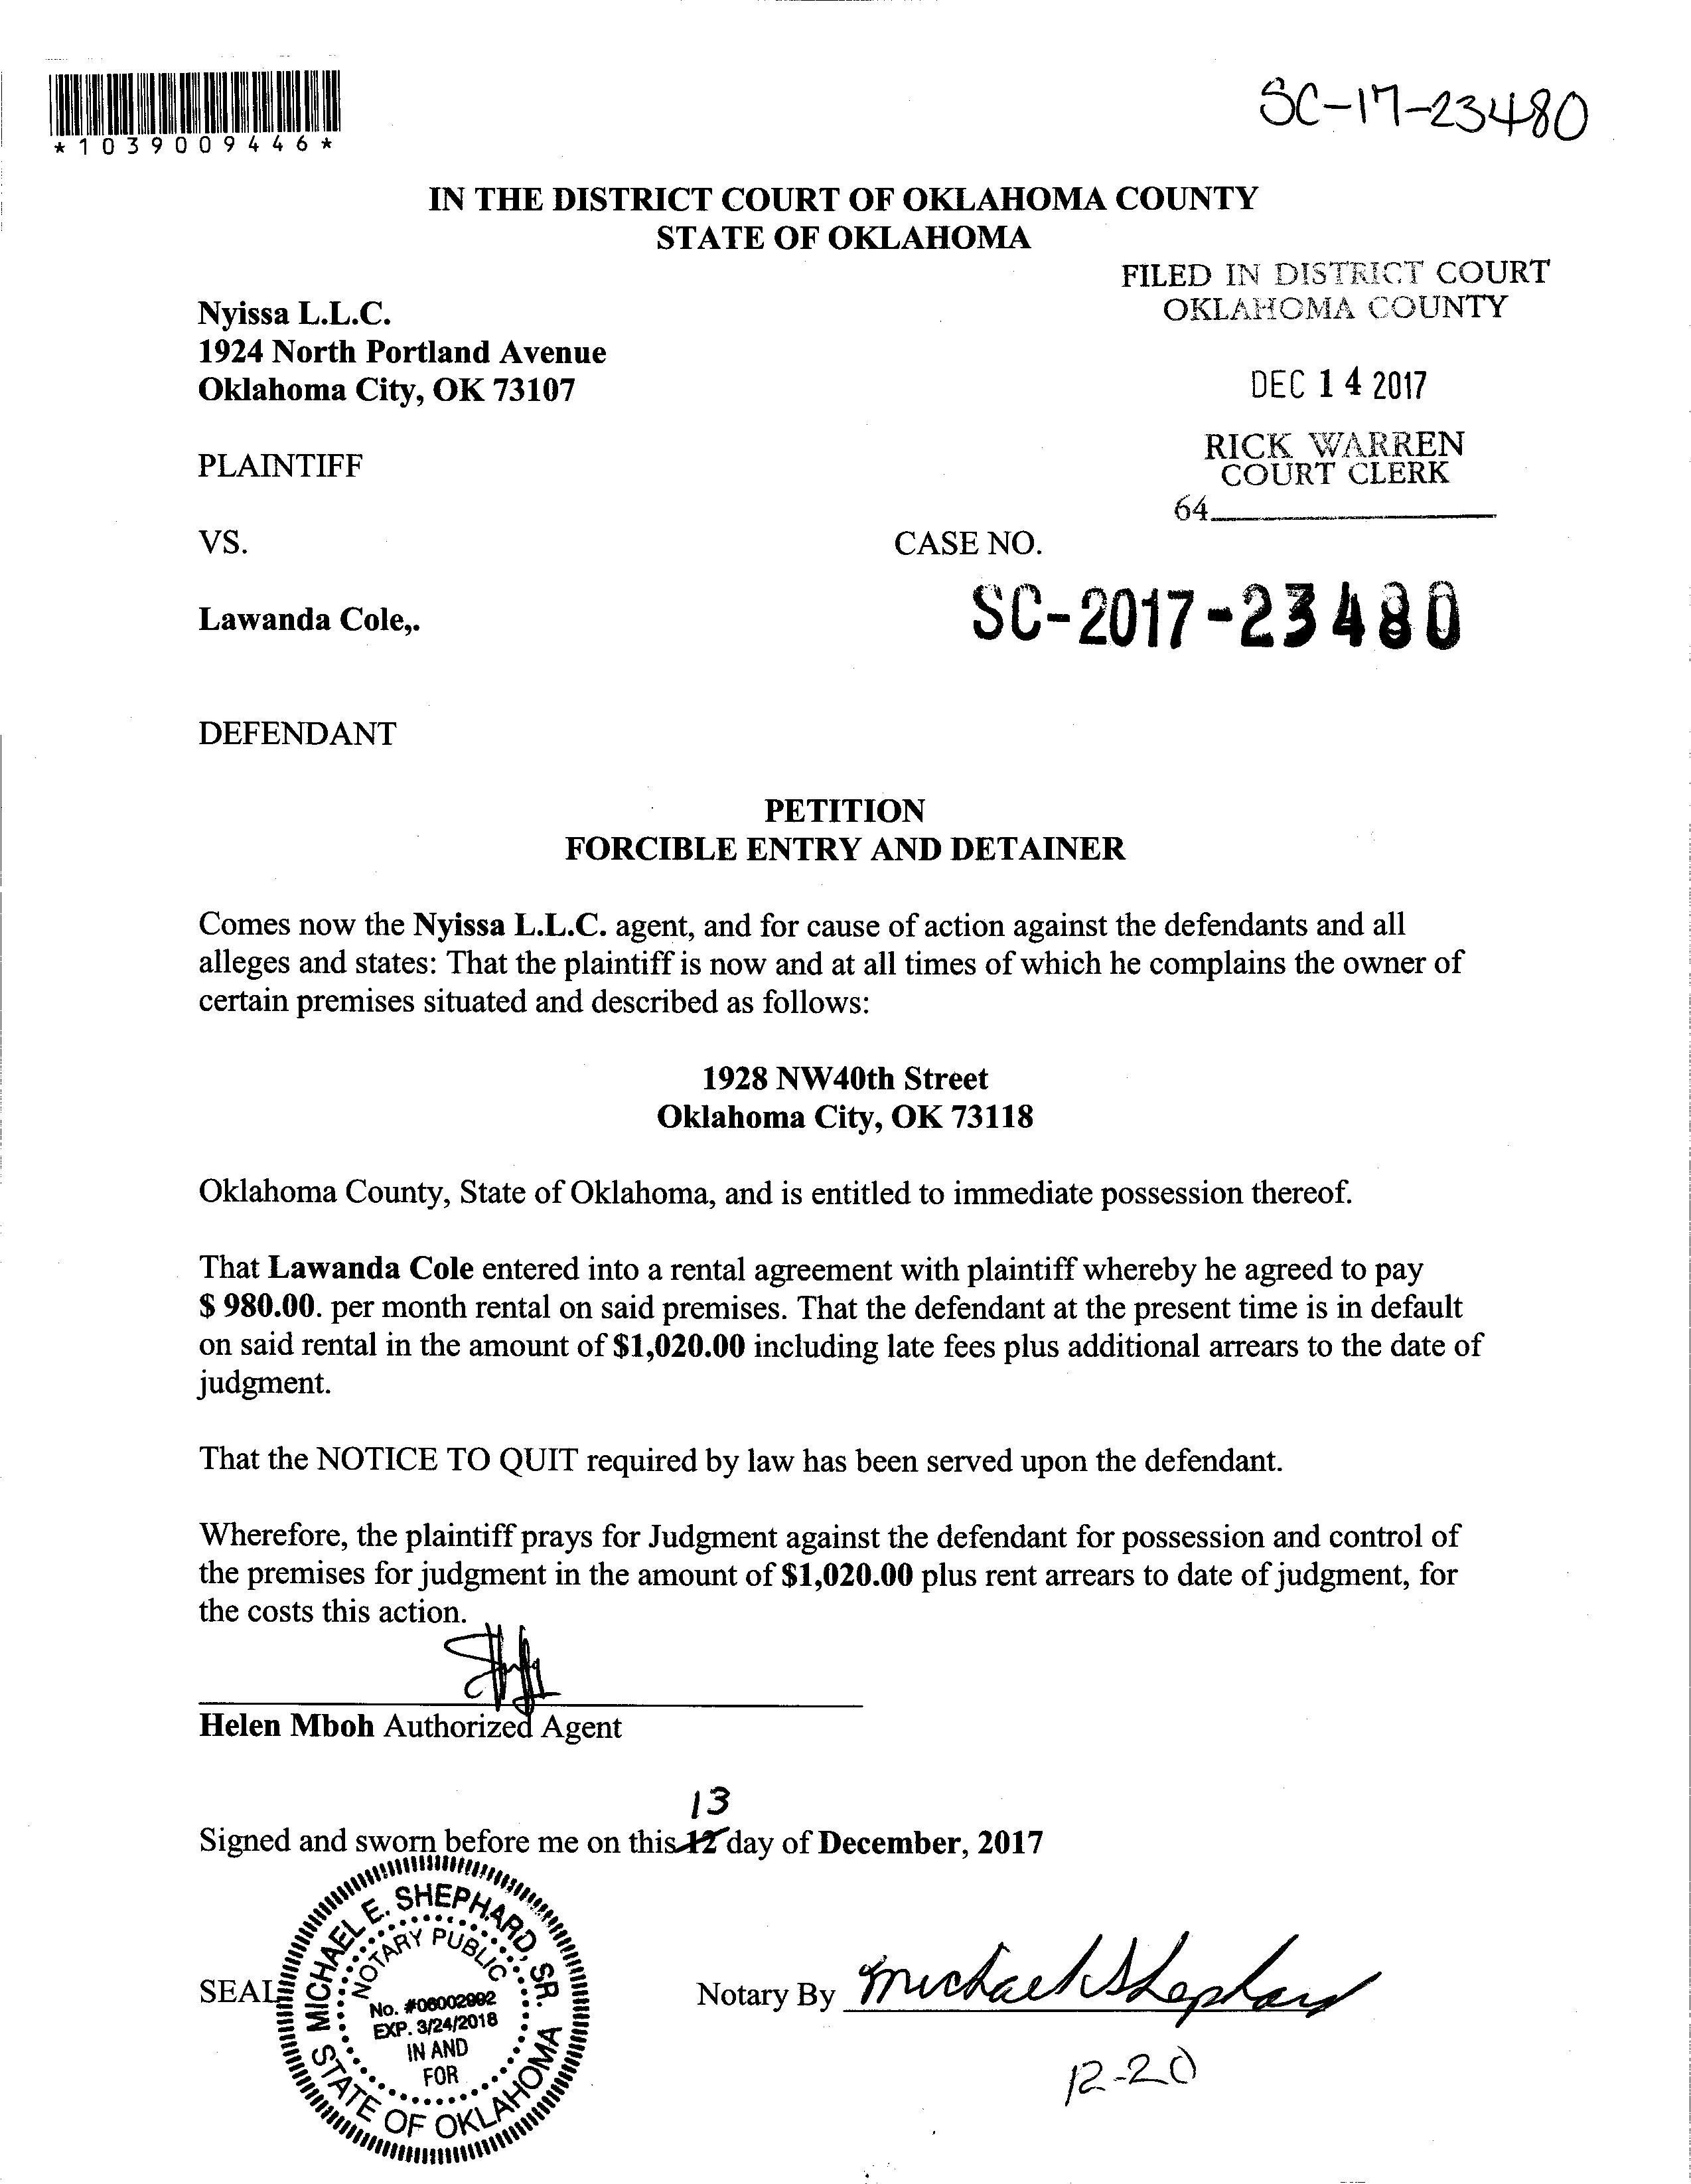 *1039009446*
SC-17-23480
IN THE DISTRICT COURT OF OKLAHOMA COUNTY
STATE OF OKLAHOMA
FILED IN DISTRICT COURT
OKLAHOMA COUNTY
Nyissa L.L.C.
1924 North Portland Avenue
Oklahoma City, OK 73107
DEC 14 2017
RICK WARREN
COURT CLERK
PLAINTIFF
64
VS.
CASE NO.
SC-2017-23480
Lawanda Cole,.
DEFENDANT
PETITION
FORCIBLE ENTRY AND DETAINER
Comes now the Nyissa L.L.C. agent, and for cause of action against the defendants and all
alleges and states: That the plaintiff is now and at all times of which he complains the owner of
certain premises situated and described as follows:
1928 NW40th Street
Oklahoma City, OK 73118
Oklahoma County, State of Oklahoma, and is entitled to immediate possession thereof.
That Lawanda Cole entered into a rental agreement with plaintiff whereby he agreed to pay
$ 980.00. per month rental on said premises. That the defendant at the present time is in default
on said rental in the amount of $1,020.00 including late fees plus additional arrears to the date of
judgment.
That the NOTICE TO QUIT required by law has been served upon the defendant.
Wherefore, the plaintiff prays for Judgment against the defendant for possession and control of
the premises for judgment in the amount of $1,020.00 plus rent arrears to date of judgment, for
the costs this action.
Helen Mboh Authorized Agent
13
Signed and sworn before me on this 12 day of December, 2017
SEAL
MICHAEL E. SHEPHARD, SR.
NOTARY PUBLIC
No. #06002992
EXP. 3/24/2018
IN AND
FOR
STATE OF OKLAHOMA
Notary By Michael Shephard
12-20